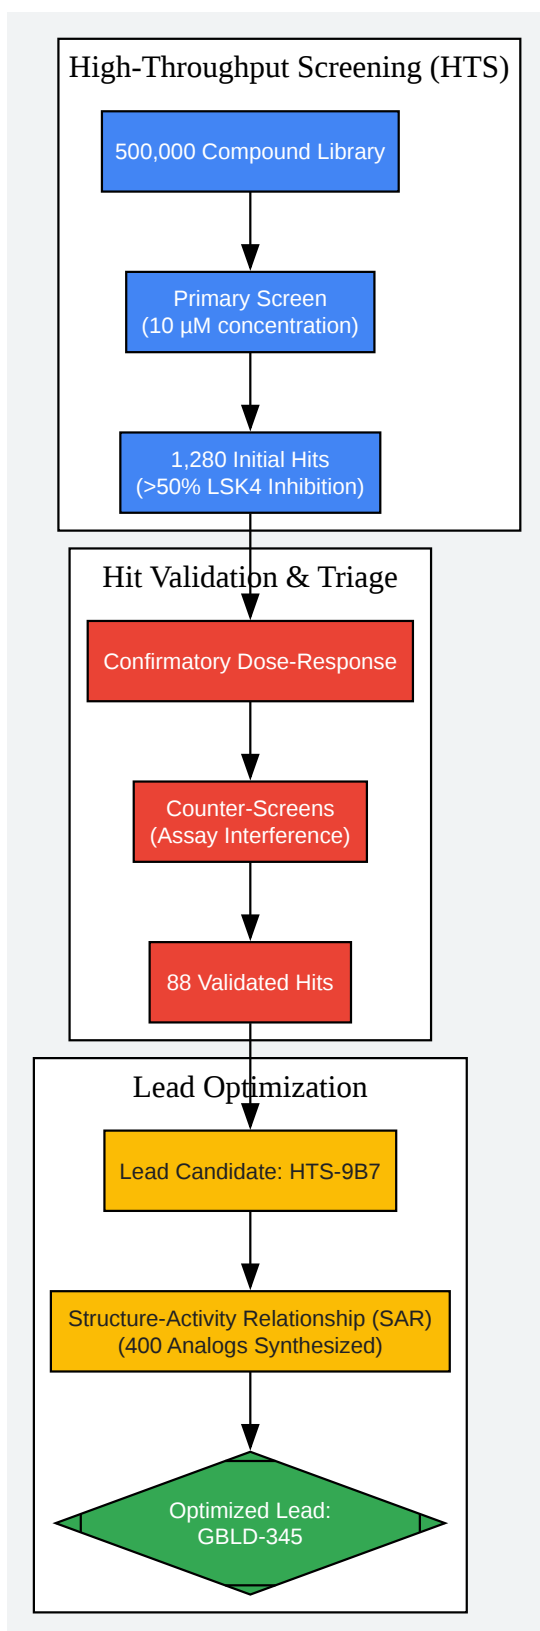 High-Throughput Screening (HTS)
500,000 Compound Library
Primary Screen
(10 µM concentration)
1,280 Initial Hits
(>50% LSK4 Inhibition)
Hit Validation & Triage
Confirmatory Dose-Response
Counter-Screens
(Assay Interference)
88 Validated Hits
Lead Optimization
Lead Candidate: HTS-9B7
Structure-Activity Relationship (SAR)
(400 Analogs Synthesized)
Optimized Lead:
GBLD-345